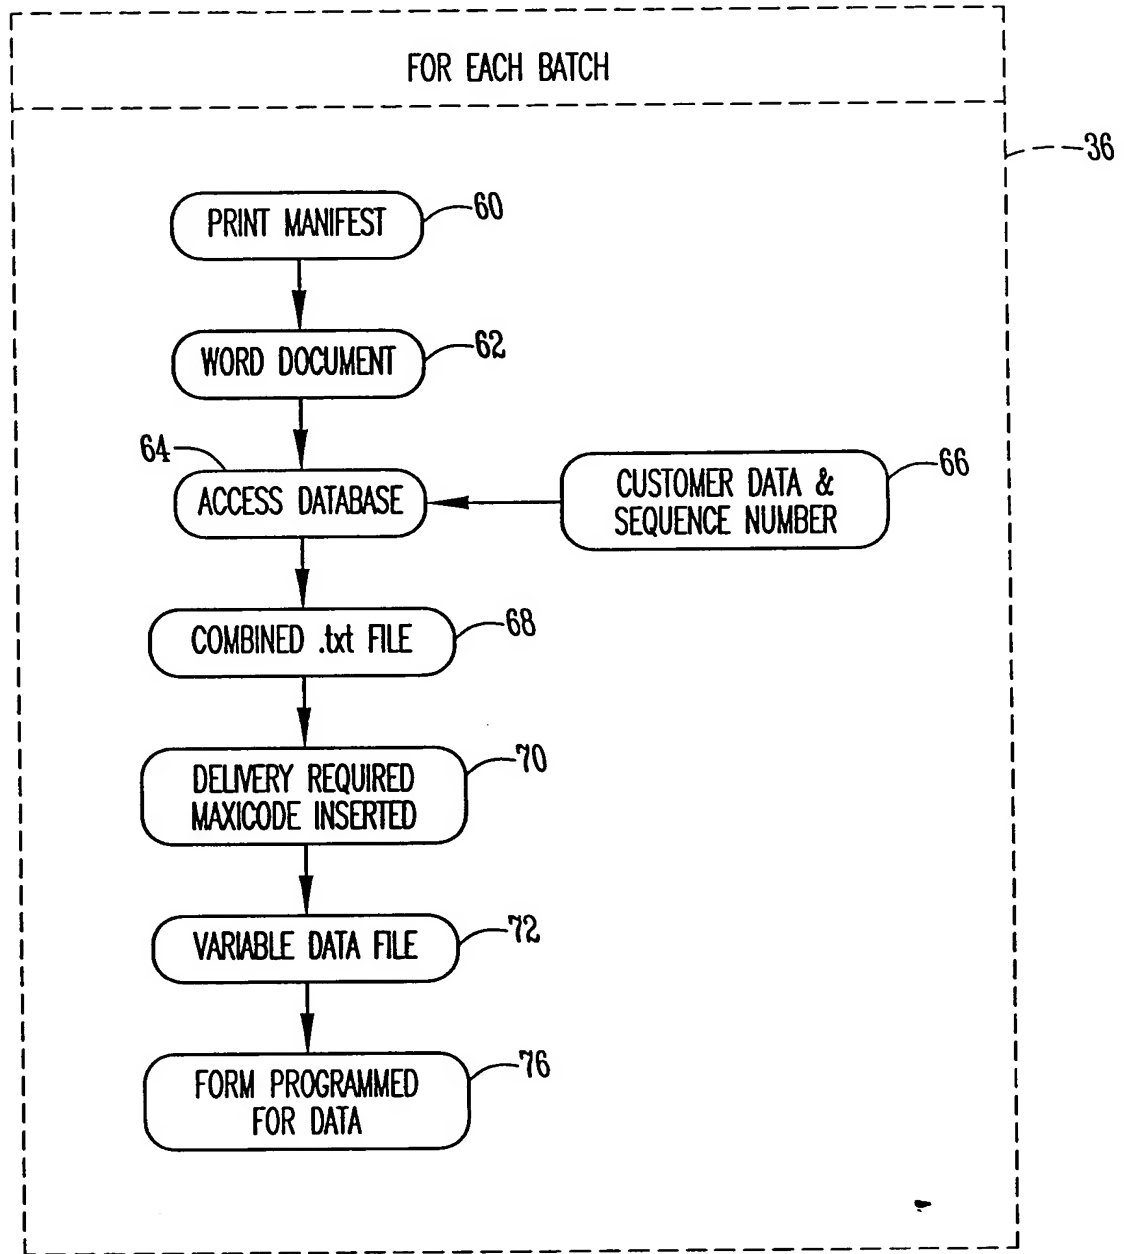 FOR EACH BATCH
36
PRINT MANIFEST
60
WORD DOCUMENT
62
64
ACCESS DATABASE
CUSTOMER DATA &
SEQUENCE NUMBER
66
COMBINED .txt FILE
68
DELIVERY REQUIRED
MAXICODE INSERTED
70
VARIABLE DATA FILE
72
FORM PROGRAMMED
FOR DATA
76